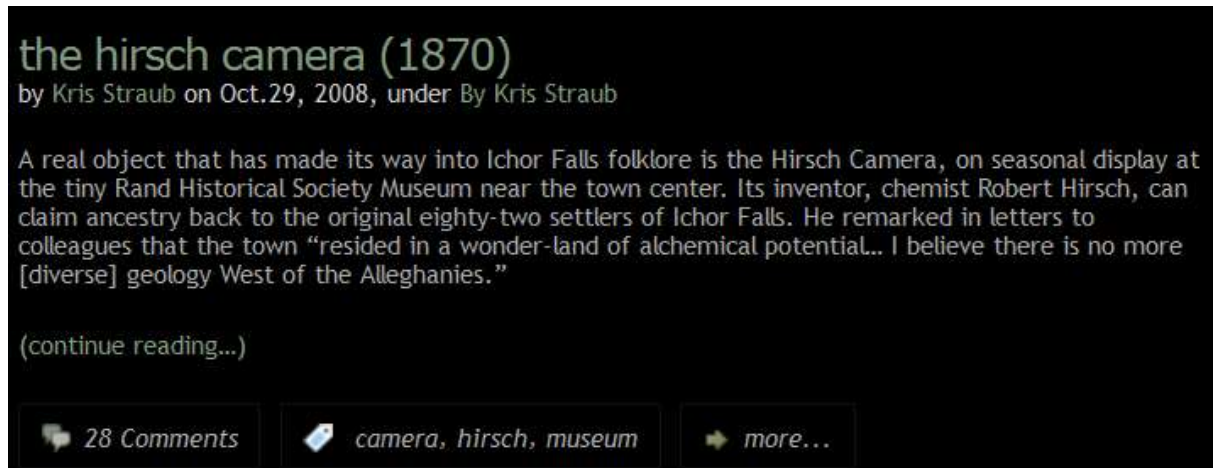 the hirsch camera (1870)
by Kris Straub on Oct.29, 2008, under By Kris Straub
A real object that has made its way into Ichor Falls folklore is the Hirsch Camera, on seasonal display at
the tiny Rand Historical Society Museum near the town center. Its inventor, chemist Robert Hirsch, can
claim ancestry back to the original eighty-two settlers of Ichor Falls. He remarked in letters to
colleagues that the town “resided in a wonder-land of alchemical potential… I believe there is no more
[diverse] geology West of the Alleghanies.”
(continue reading…)
28 Comments camera, hirsch, museum more...